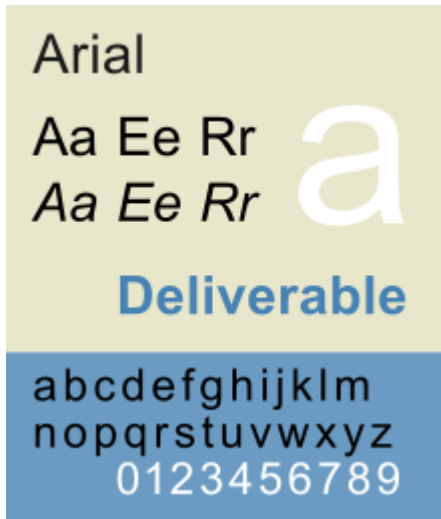 Arial
Aa Ee Rr
Aa Ee Rr
a
Deliverable
abcdefghijklm
nopqrstuvwxyz
0123456789